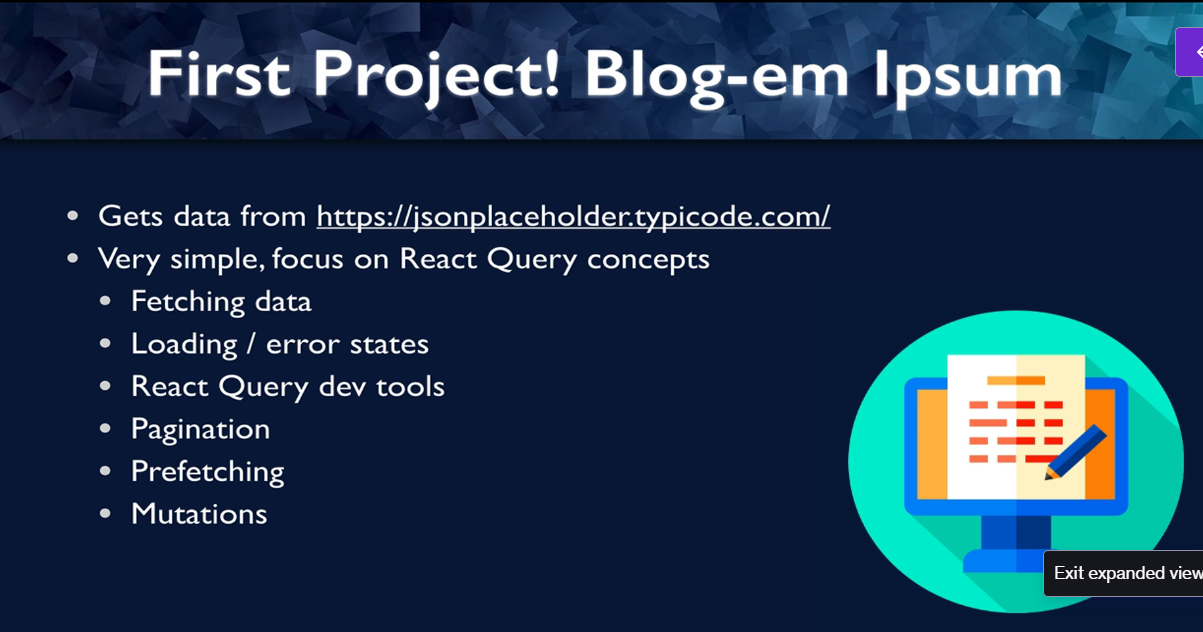 First Project! Blog-em Ipsum
• Gets data from https://jsonplaceholder.typicode.com/
• Very simple, focus on React Query concepts
• Fetching data
• Loading / error states
• React Query dev tools
• Pagination
• Prefetching
• Mutations
Exit expanded view